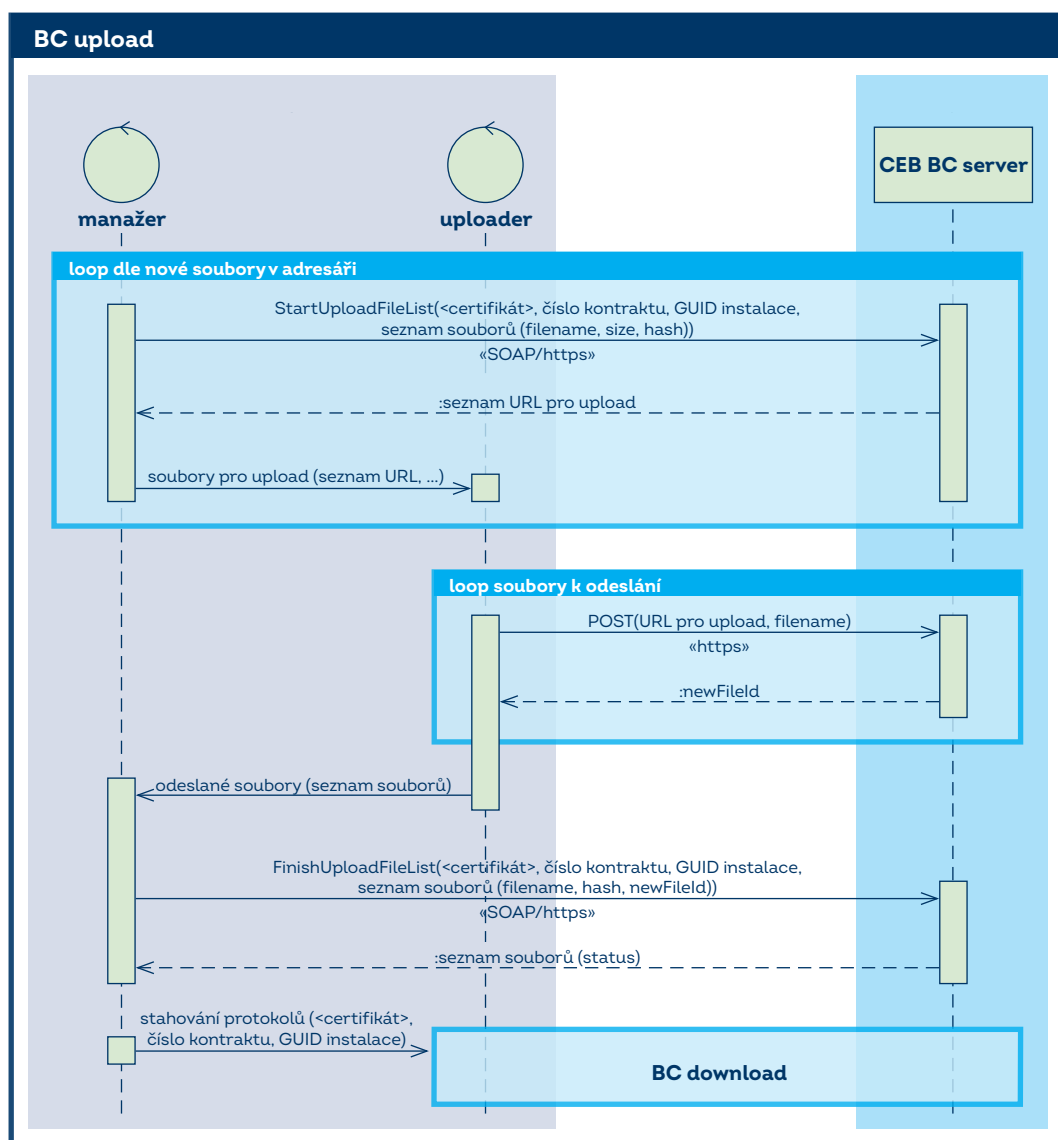 BC upload
manažer
uploader
CEB BC server
loop dle nové soubory v adresáři
StartUploadFileList(<certifikát>, číslo kontraktu, GUID instalace,
seznam souborů (filename, size, hash))
«SOAP/https»
:seznam URL pro upload
soubory pro upload (seznam URL, ...)
loop soubory k odeslání
POST(URL pro upload, filename)
«https»
:newFileId
odeslané soubory (seznam souborů)
FinishUploadFileList(<certifikát>, číslo kontraktu, GUID instalace,
seznam souborů (filename, hash, newFileId))
«SOAP/https»
:seznam souborů (status)
stahování protokolů (<certifikát>,
číslo kontraktu, GUID instalace)
BC download